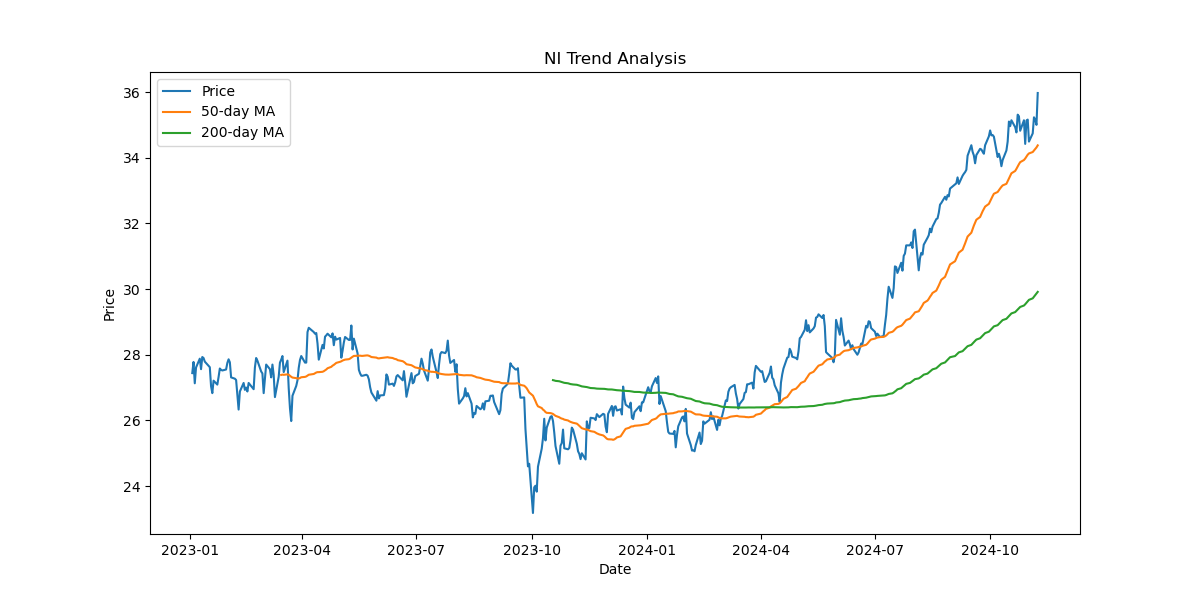 NI Trend Analysis
Price
50-day MA
200-day MA
36
34
32
30
28
26
24
Price
2023-01 2023-04 2023-07 2023-10 2024-01 2024-04 2024-07 2024-10
Date